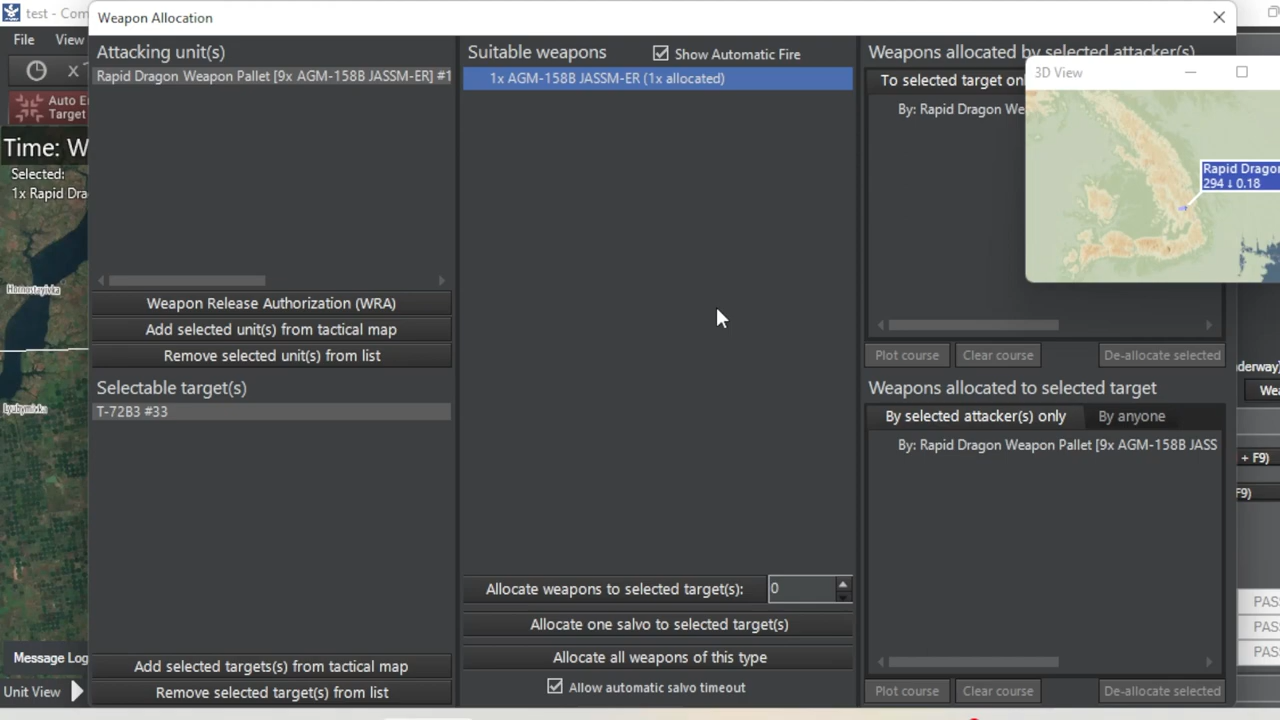 test - Com
Weapon Allocation
File View
Attacking unit(s)
Rapid Dragon Weapon Pallet [9x AGM-158B JASSM-ER] #1
Suitable weapons
Show Automatic Fire
1x AGM-158B JASSM-ER (1x allocated)
Weapons allocated by selected attacker(s)
To selected target onl
By: Rapid Dragon We
3D View
Rapid Dragon
294 ↓ 0.18
x
Auto E
Target
Time: W
Selected:
1x Rapid Dra
Hornostayivka
Lyubymivka
Weapon Release Authorization (WRA)
Add selected unit(s) from tactical map
Remove selected unit(s) from list
Plot course
Clear course
De-allocate selected
Selectable target(s)
T-72B3 #33
Weapons allocated to selected target
By selected attacker(s) only
By anyone
By: Rapid Dragon Weapon Pallet [9x AGM-158B JASS
derway)
Wea
+ F9)
F9)
Allocate weapons to selected target(s):
0
Allocate one salvo to selected target(s)
Allocate all weapons of this type
Allow automatic salvo timeout
PAS
PAS
PAS
Message Log
Unit View
Add selected targets(s) from tactical map
Remove selected target(s) from list
Plot course
Clear course
De-allocate selected